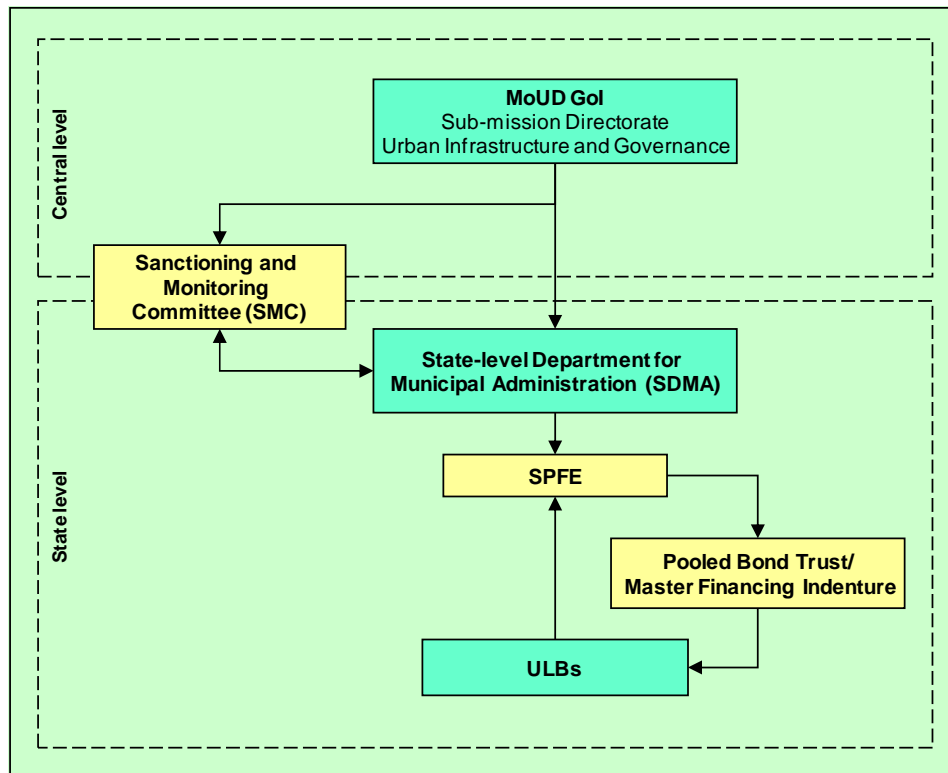 Central level
MoUD GoI
Sub-mission Directorate
Urban Infrastructure and Governance
Sanctioning and
Monitoring
Committee (SMC)
State level
State-level Department for
Municipal Administration (SDMA)
SPFE
Pooled Bond Trust/
Master Financing Indenture
ULBs